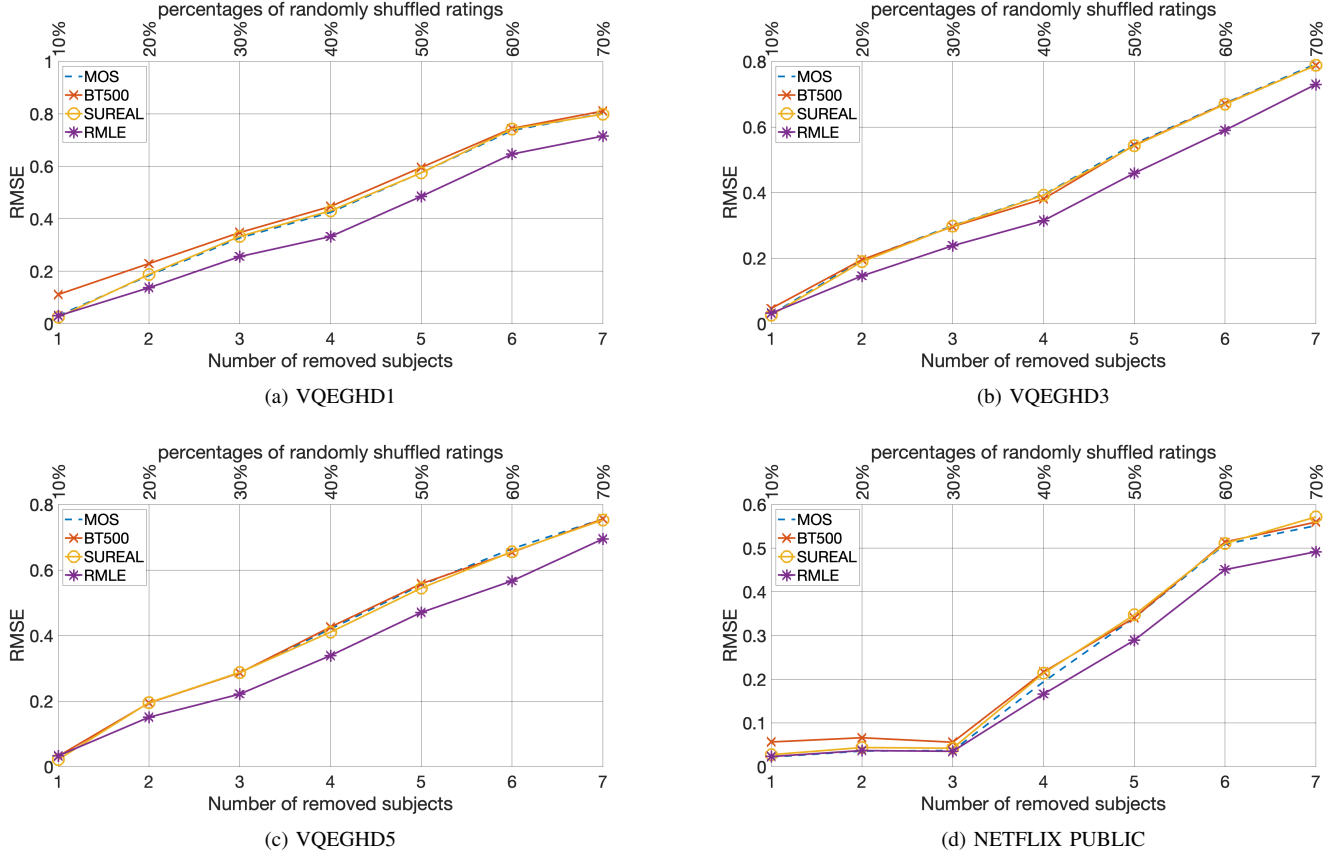 percentages of randomly shuffled ratings
10% 20% 30% 40% 50% 60% 70%
1
0.8
0.6
0.4
0.2
0
RMSE
MOS
BT500
SUREAL
RMLE
1 2 3 4 5 6 7
Number of removed subjects
(a) VQEGHD1
percentages of randomly shuffled ratings
10% 20% 30% 40% 50% 60% 70%
0.8
0.6
0.4
0.2
0
RMSE
MOS
BT500
SUREAL
RMLE
1 2 3 4 5 6 7
Number of removed subjects
(b) VQEGHD3
percentages of randomly shuffled ratings
10% 20% 30% 40% 50% 60% 70%
0.8
0.6
0.4
0.2
0
RMSE
MOS
BT500
SUREAL
RMLE
1 2 3 4 5 6 7
Number of removed subjects
(c) VQEGHD5
percentages of randomly shuffled ratings
10% 20% 30% 40% 50% 60% 70%
0.6
0.5
0.4
0.3
0.2
0.1
0
RMSE
MOS
BT500
SUREAL
RMLE
1 2 3 4 5 6 7
Number of removed subjects
(d) NETFLIX PUBLIC